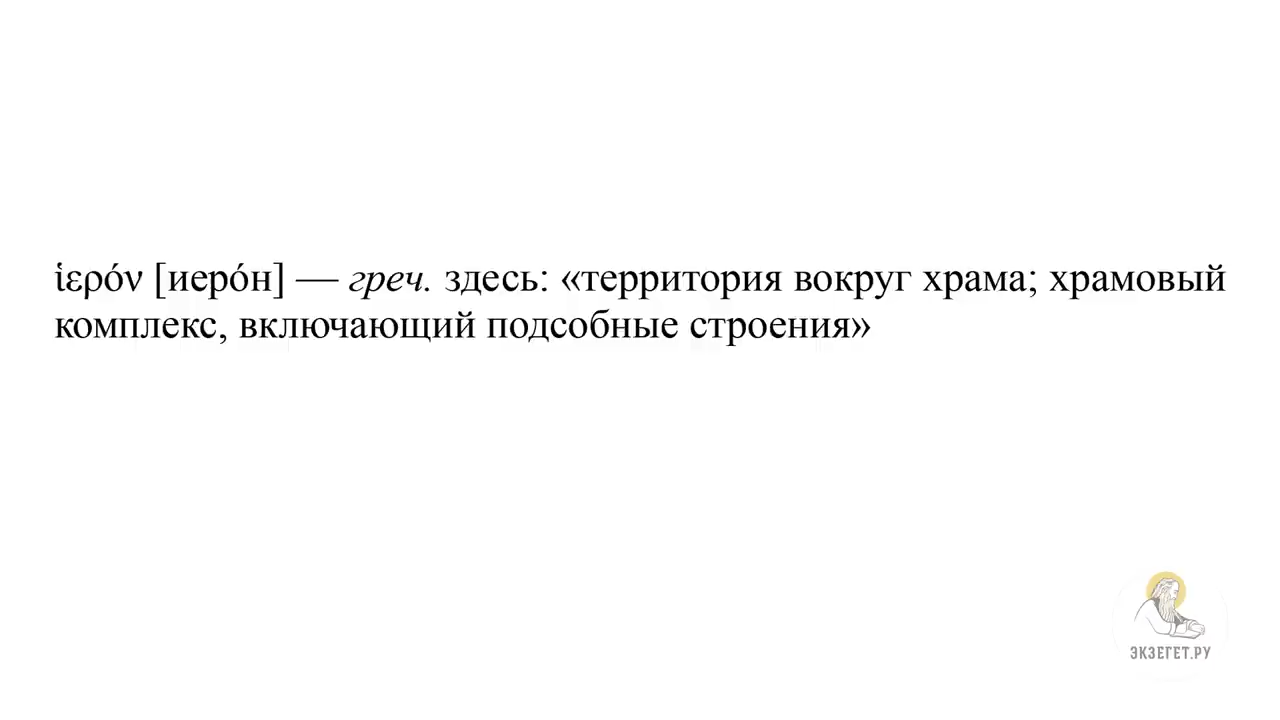 ἱερόν [иеро́н] — греч. здесь: «территория вокруг храма; храмовый
комплекс, включающий подсобные строения»
ЭКЗЕГЕТ.РУ